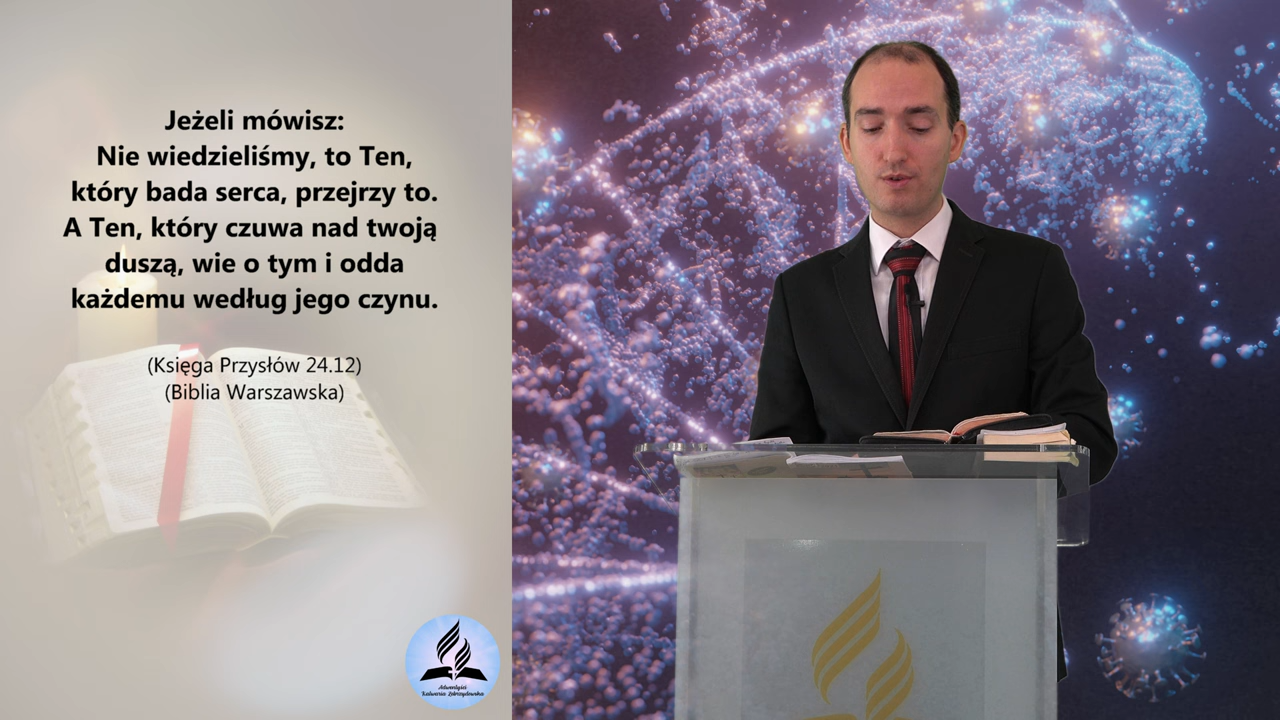 Jeżeli mówisz:
Nie wiedzieliśmy, to Ten,
który bada serca, przejrzy to.
A Ten, który czuwa nad twoją
duszą, wie o tym i odda
każdemu według jego czynu.
(Księga Przysłów 24.12)
(Biblia Warszawska)
Adwentyści
Kalwaria Zebrzydowska